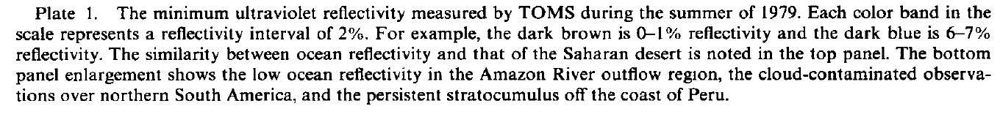 Plate 1. The minimum ultraviolet reflectivity measured by TOMS during the summer of 1979. Each color band in the
scale represents a reflectivity interval of 2%. For example, the dark brown is 0–1% reflectivity and the dark blue is 6–7%
reflectivity. The similarity between ocean reflectivity and that of the Saharan desert is noted in the top panel. The bottom
panel enlargement shows the low ocean reflectivity in the Amazon River outflow region, the cloud-contaminated observa-
tions over northern South America, and the persistent stratocumulus off the coast of Peru.